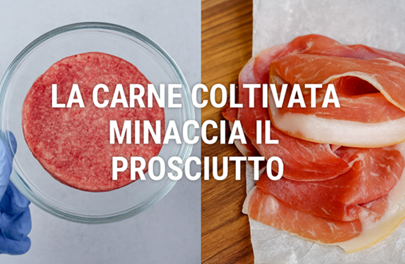 LA CARNE COLTIVATA
MINACCIA IL
PROSCIUTTO